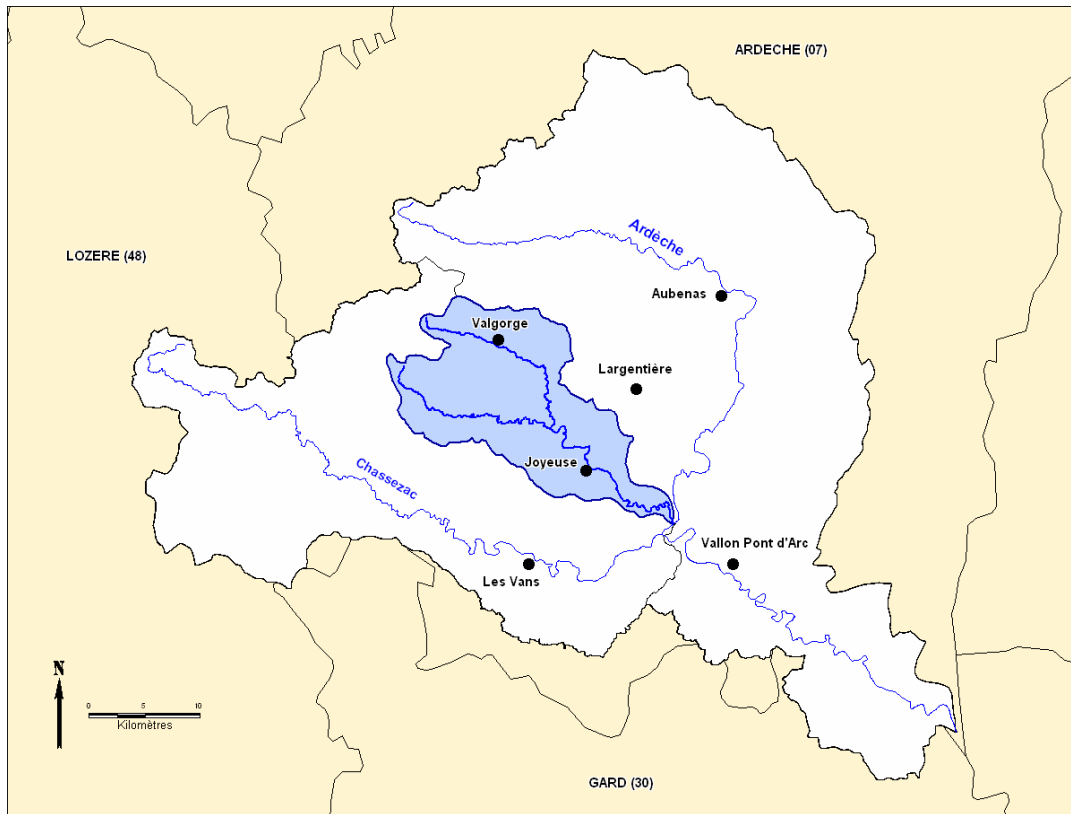 ARDECHE (07)
Ardèche
LOZERE (48)
Aubenas
Valgorge
Largentière
Joyeuse
Chassezac
Vallon Pont d'Arc
Les Vans
N
0 5 10
Kilomètres
GARD (30)